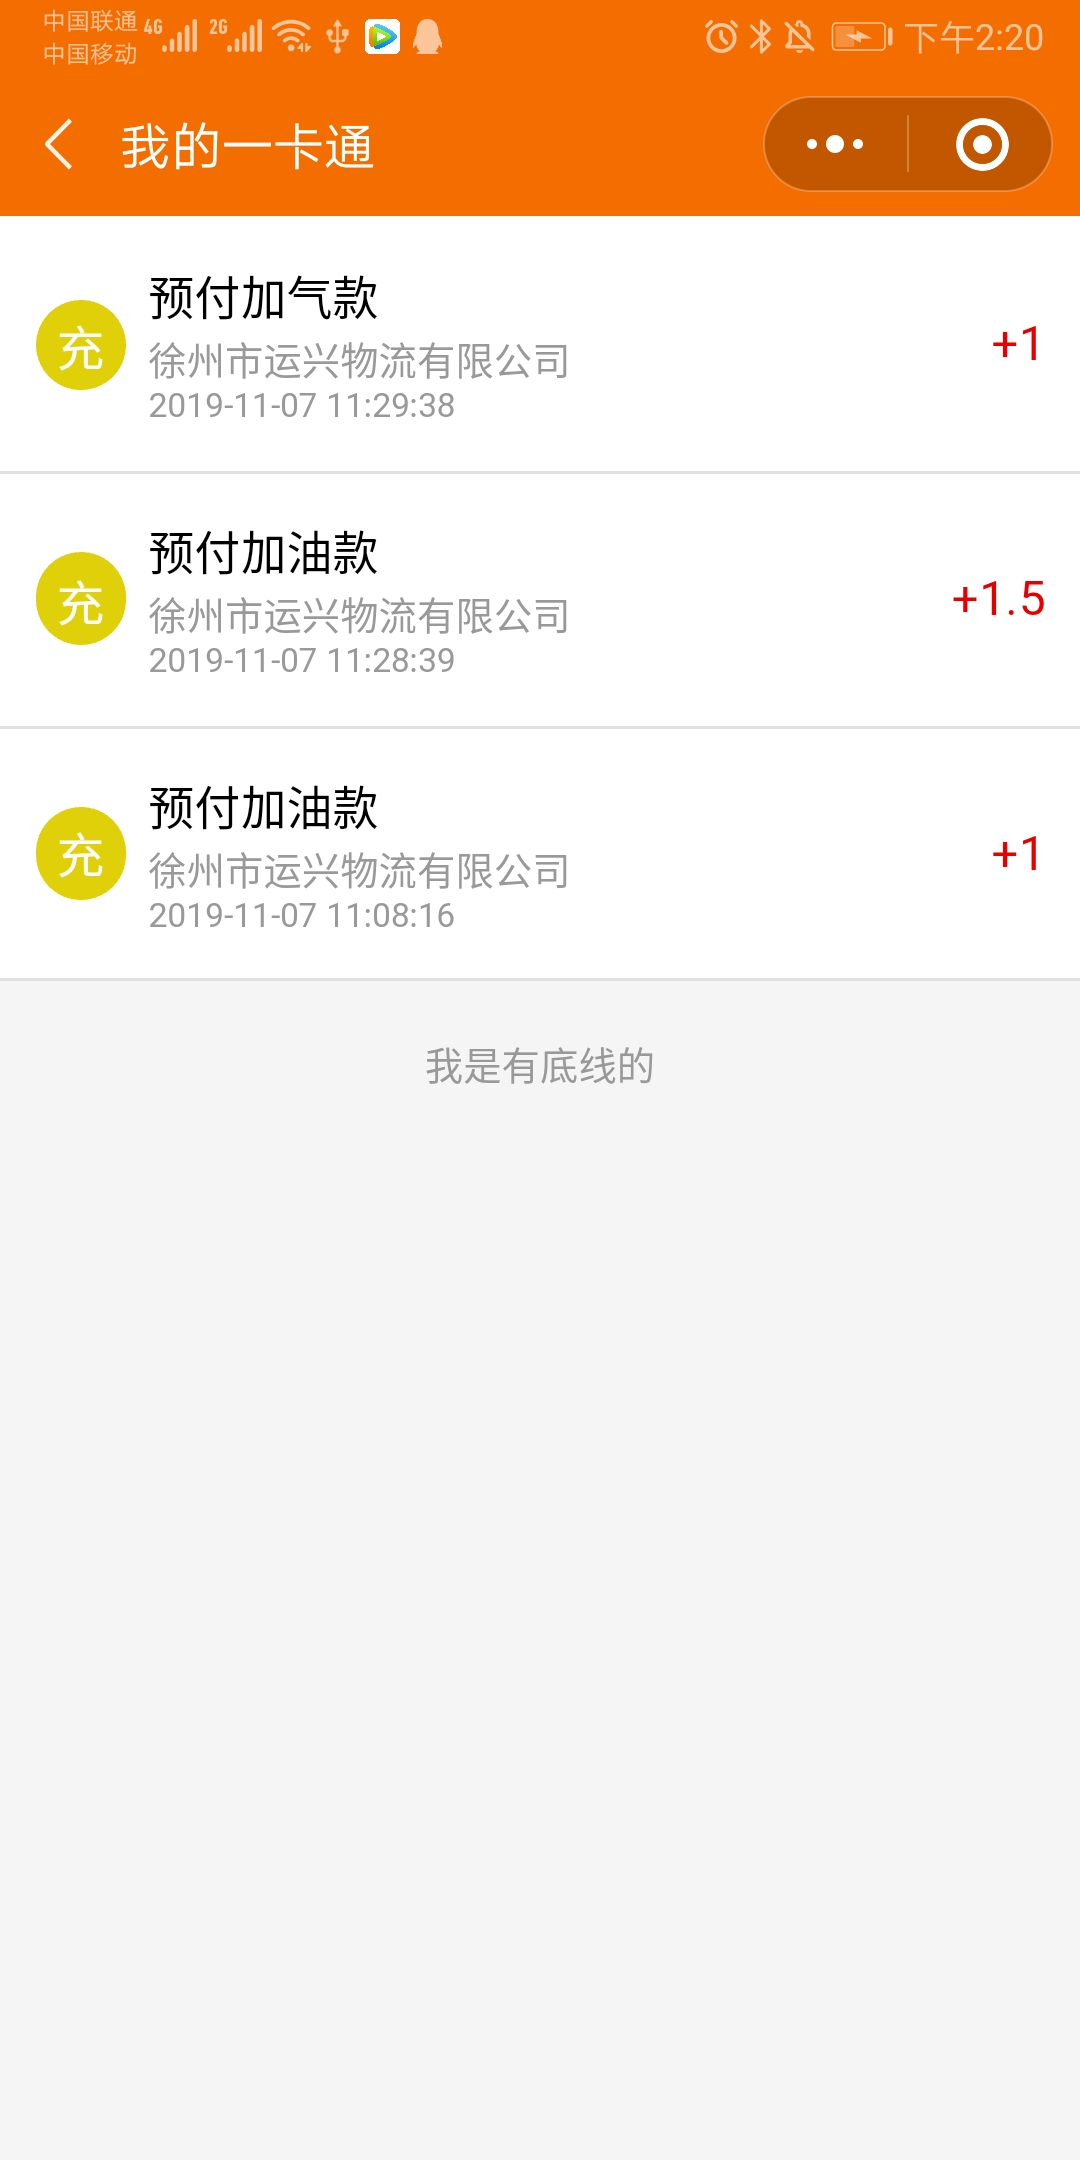 中国联通 4G 2G
中国移动
下午2:20
我的一卡通
充
预付加气款
徐州市运兴物流有限公司
2019-11-07 11:29:38
+1
充
预付加油款
徐州市运兴物流有限公司
2019-11-07 11:28:39
+1.5
充
预付加油款
徐州市运兴物流有限公司
2019-11-07 11:08:16
+1
我是有底线的